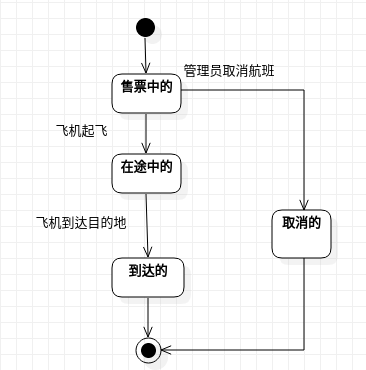 管理员取消航班
售票中的
飞机起飞
在途中的
飞机到达目的地
取消的
到达的